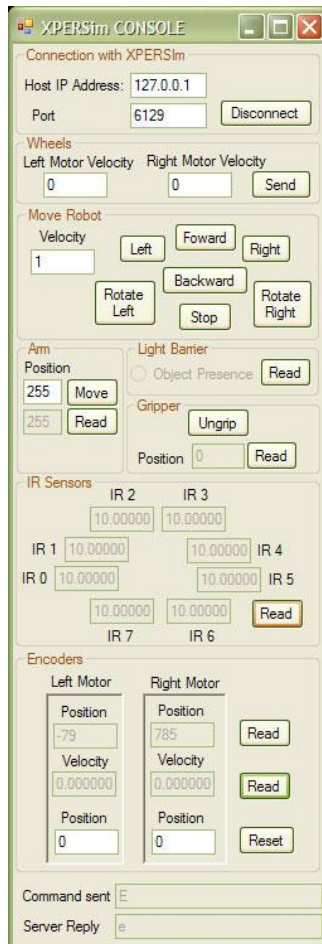 XPERSim CONSOLE
Connection with XPERSIm
Host IP Address: 127.0.0.1
Port 6129 Disconnect
Wheels
Left Motor Velocity Right Motor Velocity
0 0 Send
Move Robot
Velocity
1 Left Foward Right
Backward
Rotate Left Stop Rotate Right
Arm
Position
255 Move
255 Read
Light Barrier
Object Presence Read
Gripper
Ungrip
Position 0 Read
IR Sensors
IR 2 IR 3
10.00000 10.00000
IR 1 10.00000 10.00000 IR 4
IR 0 10.00000 10.00000 IR 5
10.00000 10.00000 Read
IR 7 IR 6
Encoders
Left Motor Right Motor
Position Position
-79 785 Read
Velocity Velocity
0.000000 0.000000 Read
Position Position
0 0 Reset
Command sent E
Server Reply e